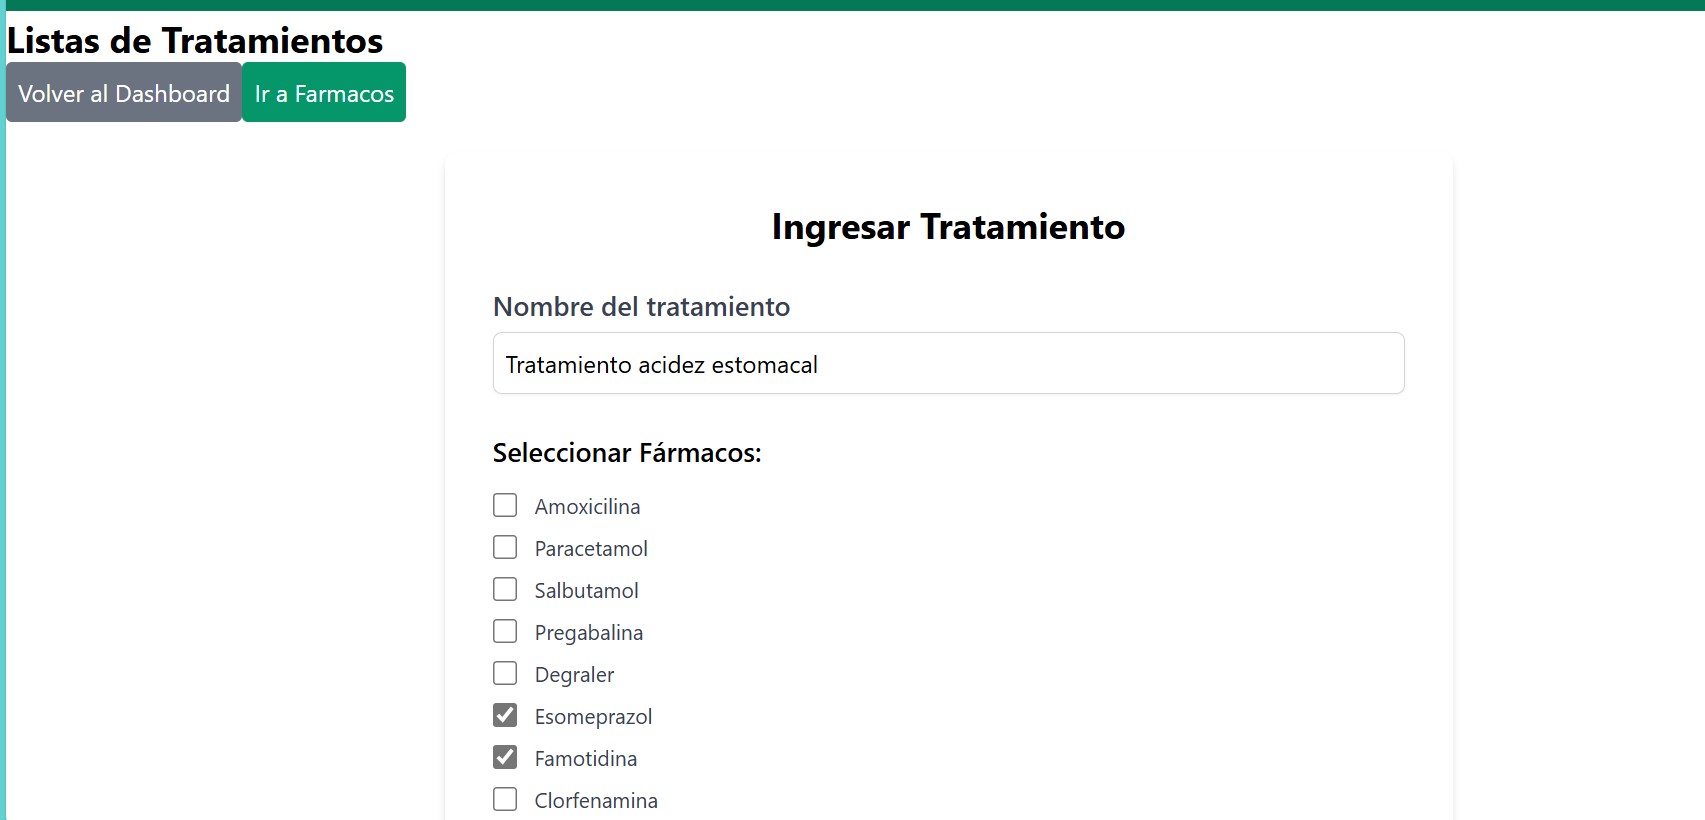 Listas de Tratamientos
Volver al Dashboard Ir a Farmacos
Ingresar Tratamiento
Nombre del tratamiento
Tratamiento acidez estomacal
Seleccionar Fármacos:
Amoxicilina
Paracetamol
Salbutamol
Pregabalina
Degraler
Esomeprazol
Famotidina
Clorfenamina